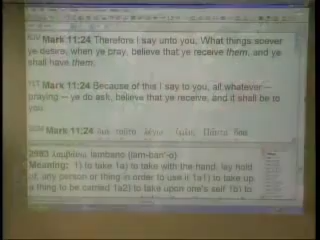 KJV Mark 11:24 Therefore I say unto you, What things soever
ye desire, when ye pray, believe that ye receive them, and ye
shall have them.
YLT Mark 11:24 Because of this I say to you, all whatever --
praying -- ye do ask, believe that ye receive, and it shall be to
you.
Mark 11:24 λέγω
2983 λαμβάνω lambano {lam-ban'-o}
Meaning: 1) to take 1a) to take with the hand, lay hold
of, any person or thing in order to use it 1a1) to take up
a thing to be carried 1a2) to take upon one's self 1b) to